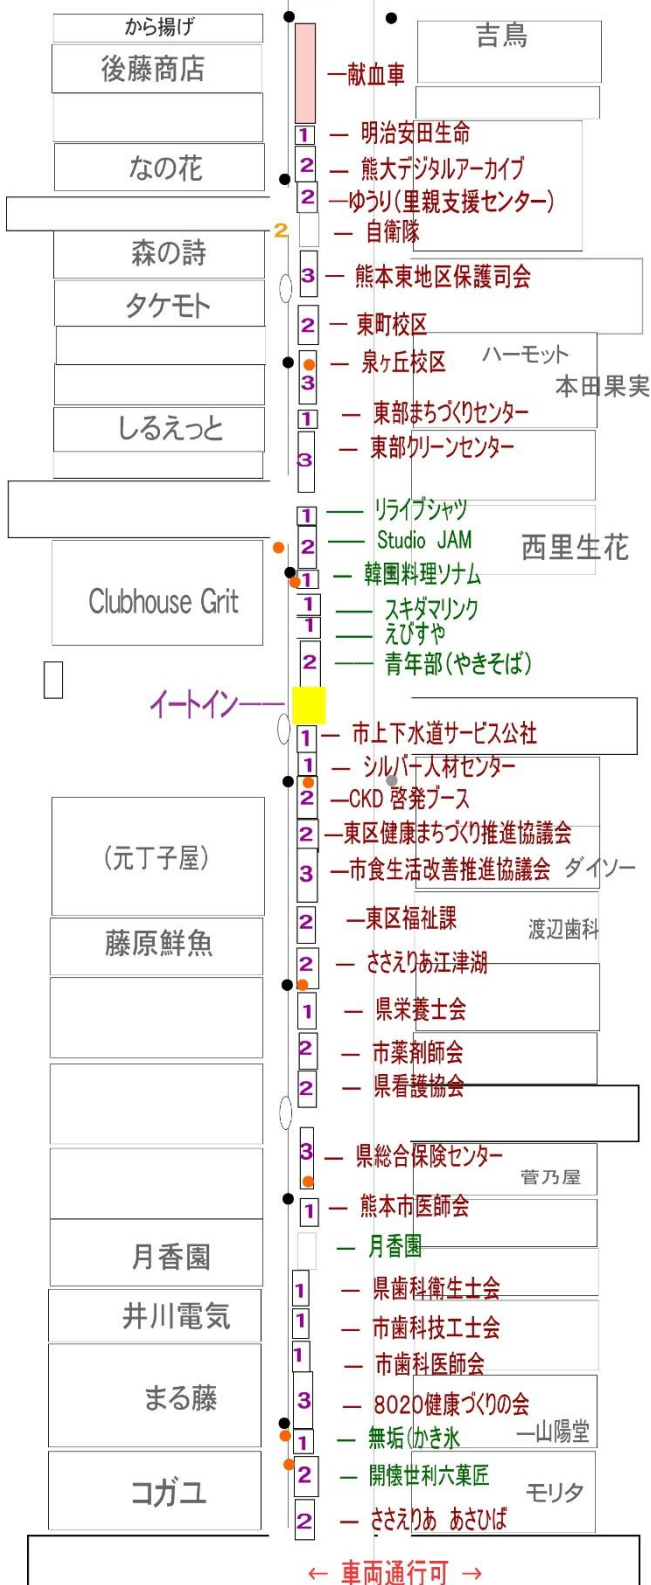 から揚げ
吉鳥
後藤商店
―献血車
1 ― 明治安田生命
なの花
2 ― 熊大デジタルアーカイブ
2 ―ゆうり(里親支援センター)
2 ― 自衛隊
森の詩
3 ― 熊本東地区保護司会
タケモト
2 ― 東町校区
ハーモット
3 ― 泉ヶ丘校区
本田果実
1 ― 東部まちづくりセンター
しるえっと
3 ― 東部クリーンセンター
1 ― リライブシャツ
2 ― Studio JAM
西里生花
1 ― 韓国料理ソナム
Clubhouse Grit
1 ― スキダマリンク
1 ― えびすや
2 ― 青年部(やきそば)
イートイン―
1 ― 市上下水道サービス公社
1 ― シルバー人材センター
2 ―CKD 啓発ブース
2 ―東区健康まちづくり推進協議会
(元丁子屋)
3 ―市食生活改善推進協議会
ダイソー
2 ―東区福祉課
渡辺歯科
藤原鮮魚
2 ― ささえりあ江津湖
1 ― 県栄養士会
2 ― 市薬剤師会
2 ― 県看護協会
3 ― 県総合保険センター
菅乃屋
1 ― 熊本市医師会
― 月香園
月香園
1 ― 県歯科衛生士会
井川電気
1 ― 市歯科技工士会
1 ― 市歯科医師会
まる藤
3 ― 8020健康づくりの会
1 ― 無垢(かき氷
―山陽堂
2 ― 開懐世利六菓匠
コガユ
モリタ
2 ― ささえりあ あさひば
← 車両通行可 →